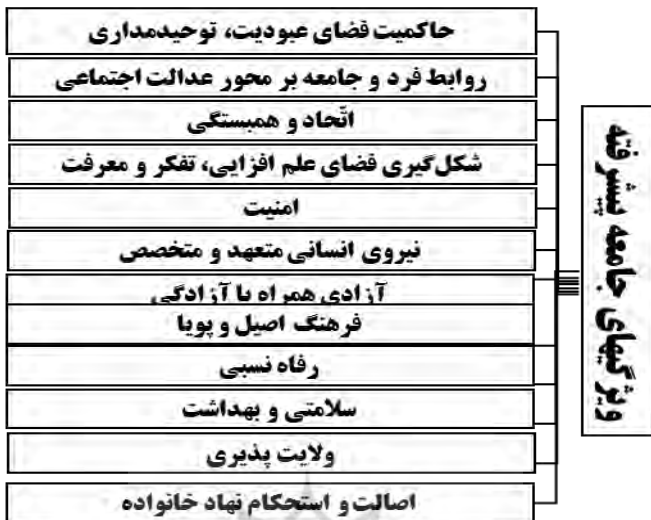 ویژگیهای جامعه پیشرفته
حاکمیت فضای عبودیت، توحیدمداری
روابط فرد و جامعه بر محور عدالت اجتماعی
اتّحاد و همبستگی
شکل‌گیری فضای علم افزایی، تفکر و معرفت
امنیت
نیروی انسانی متعهد و متخصص
آزادی همراه با آزادگی
فرهنگ اصیل و پویا
رفاه نسبی
سلامتی و بهداشت
ولایت پذیری
اصالت و استحکام نهاد خانواده